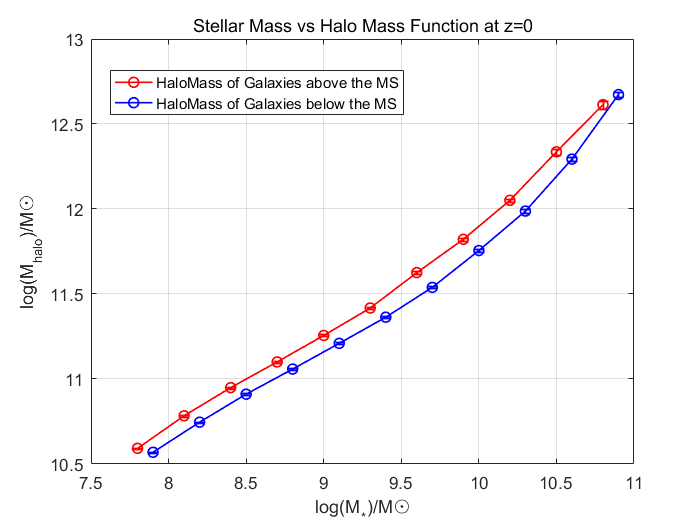 Stellar Mass vs Halo Mass Function at z=0
13
12.5
12
11.5
11
10.5
log(M_halo)/M☉
HaloMass of Galaxies above the MS
HaloMass of Galaxies below the MS
7.5 8 8.5 9 9.5 10 10.5 11
log(M⋆)/M☉